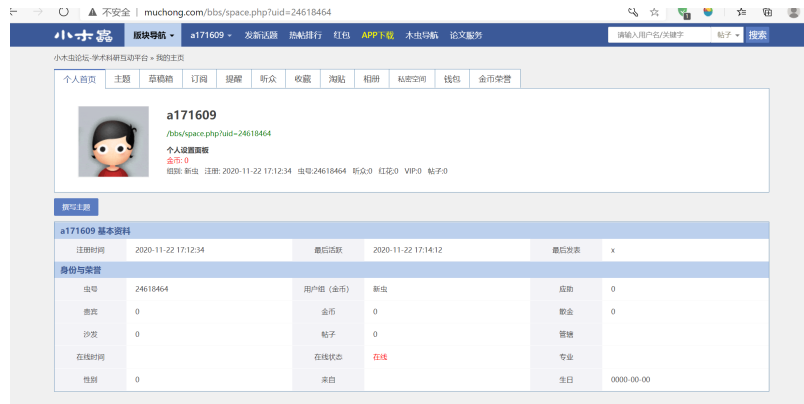 不安全 | muchong.com/bbs/space.php?uid=24618464
小木虫 版块导航 a171609 发新话题 热帖排行 红包 APP下载 木虫导航 论文服务 请输入用户名/关键字 帖子 搜索
小木虫论坛-学术科研互动平台 » 我的主页
个人首页 主题 草稿箱 订阅 提醒 听众 收藏 淘贴 相册 私密空间 钱包 金币荣誉
a171609
/bbs/space.php?uid=24618464
个人设置面板
金币: 0
组别: 新虫 注册: 2020-11-22 17:12:34 虫号:24618464 听众:0 红花:0 VIP:0 帖子:0
撰写主题
a171609 基本资料
注册时间 2020-11-22 17:12:34 最后活跃 2020-11-22 17:14:12 最后发表 x
身份与荣誉
虫号 24618464 用户组 (金币) 新虫 应助 0
贵宾 0 金币 0 散金 0
沙发 0 帖子 0 管辖
在线时间 在线状态 在线 专业
性别 0 来自 生日 0000-00-00